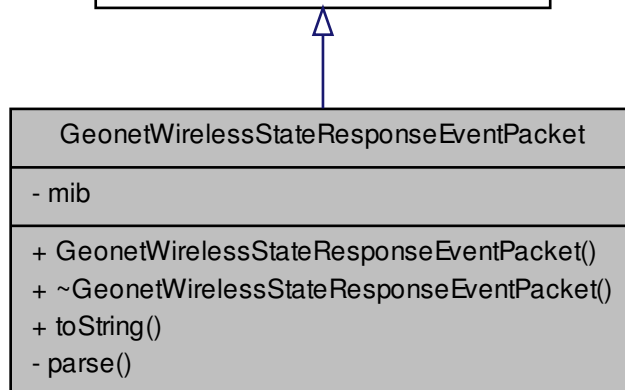 GeonetWirelessStateResponseEventPacket
- mib
+ GeonetWirelessStateResponseEventPacket()
+ ~GeonetWirelessStateResponseEventPacket()
+ toString()
- parse()